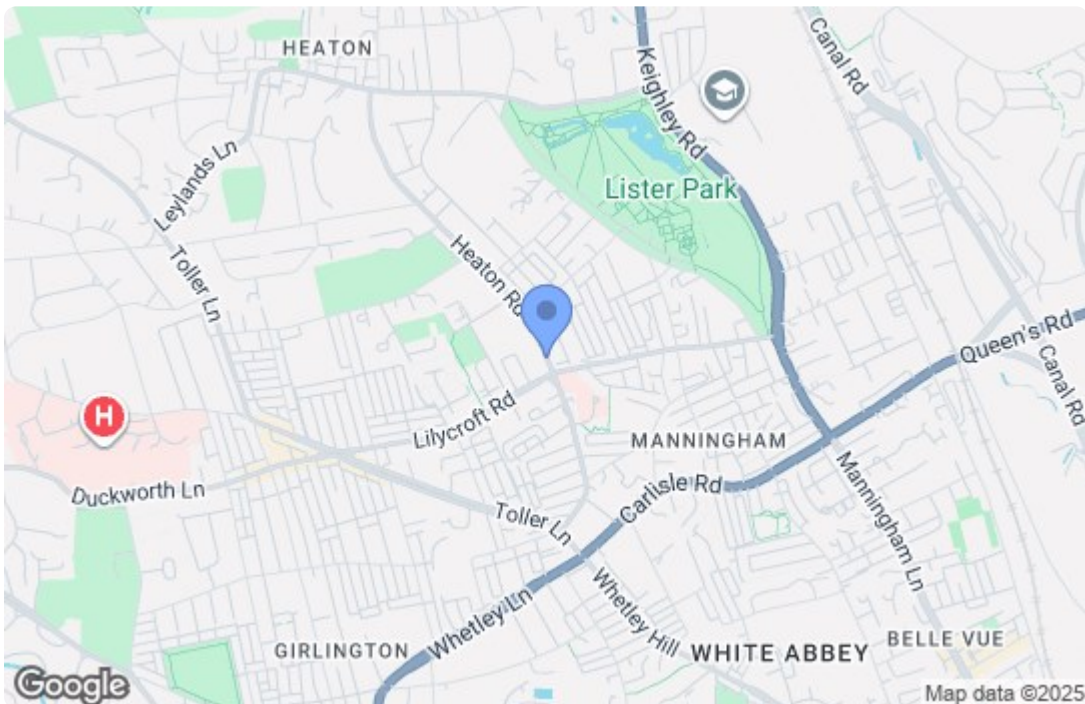 HEATON
Keighley Rd
Canal Rd
Leylands Ln
Lister Park
Toller Ln
Heaton Rd
Queen's Rd
Canal Rd
H
Lilycroft Rd
MANNINGHAM
Duckworth Ln
Carlisle Rd
Manningham Ln
Toller Ln
Whetley Ln
Whetley Hill
GIRLINGTON
WHITE ABBEY
BELLE VUE
Google
Map data ©2025